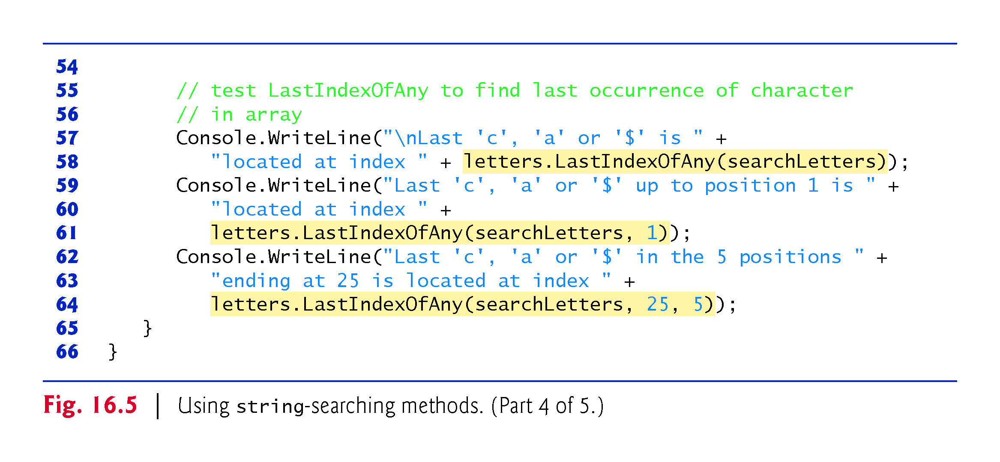 54
55 // test LastIndexOfAny to find last occurrence of character
56 // in array
57 Console.WriteLine("\nLast 'c', 'a' or '$' is " +
58 "located at index " + letters.LastIndexOfAny(searchLetters));
59 Console.WriteLine("Last 'c', 'a' or '$' up to position 1 is " +
60 "located at index " +
61 letters.LastIndexOfAny(searchLetters, 1));
62 Console.WriteLine("Last 'c', 'a' or '$' in the 5 positions " +
63 "ending at 25 is located at index " +
64 letters.LastIndexOfAny(searchLetters, 25, 5));
65 }
66 }
Fig. 16.5 | Using string-searching methods. (Part 4 of 5.)